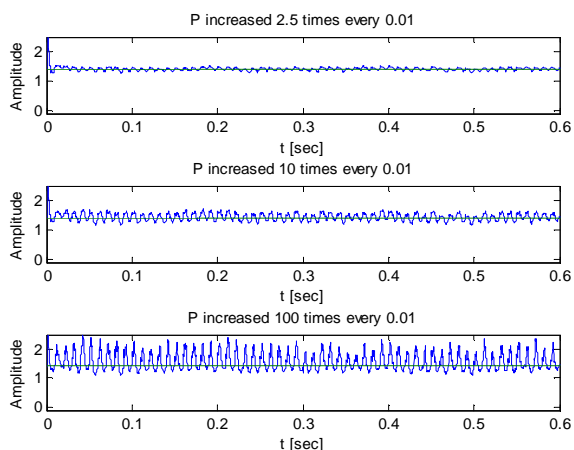 P increased 2.5 times every 0.01
Amplitude
2
1
0
0 0.1 0.2 0.3 0.4 0.5 0.6
t [sec]
P increased 10 times every 0.01
Amplitude
2
1
0
0 0.1 0.2 0.3 0.4 0.5 0.6
t [sec]
P increased 100 times every 0.01
Amplitude
2
1
0
0 0.1 0.2 0.3 0.4 0.5 0.6
t [sec]